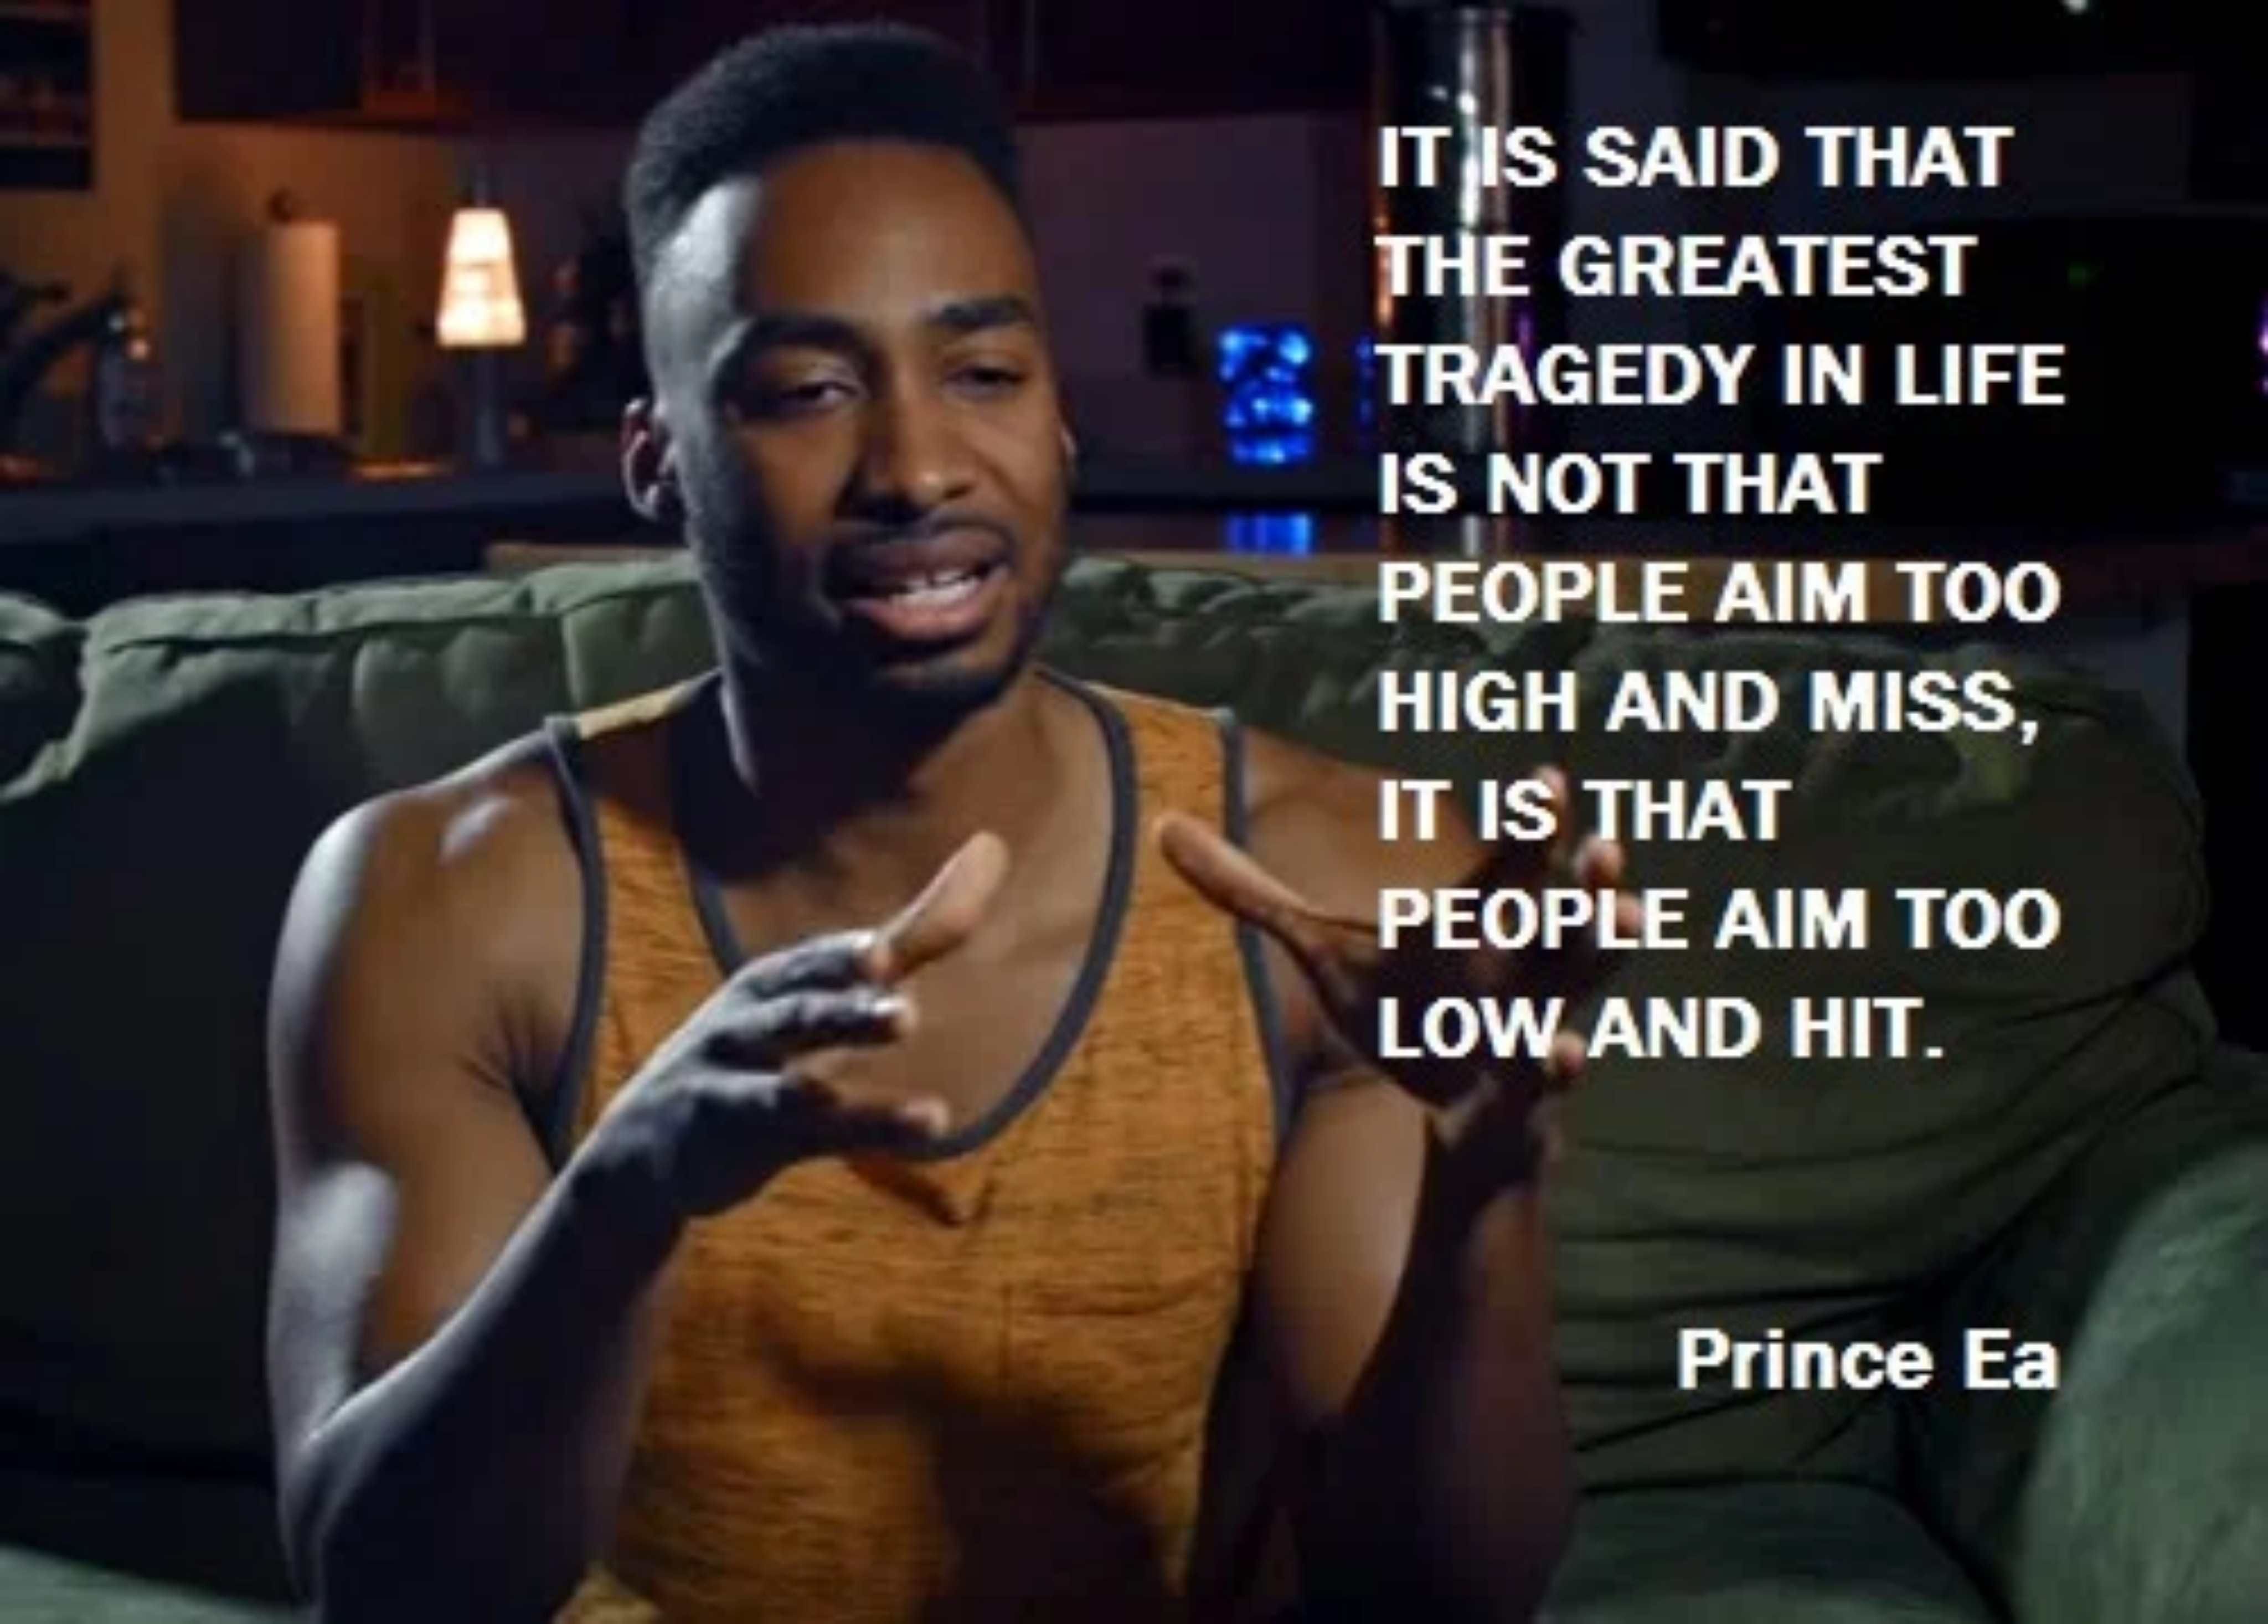 IT IS SAID THAT
THE GREATEST
TRAGEDY IN LIFE
IS NOT THAT
PEOPLE AIM TOO
HIGH AND MISS,
IT IS THAT
PEOPLE AIM TOO
LOW AND HIT.
Prince Ea